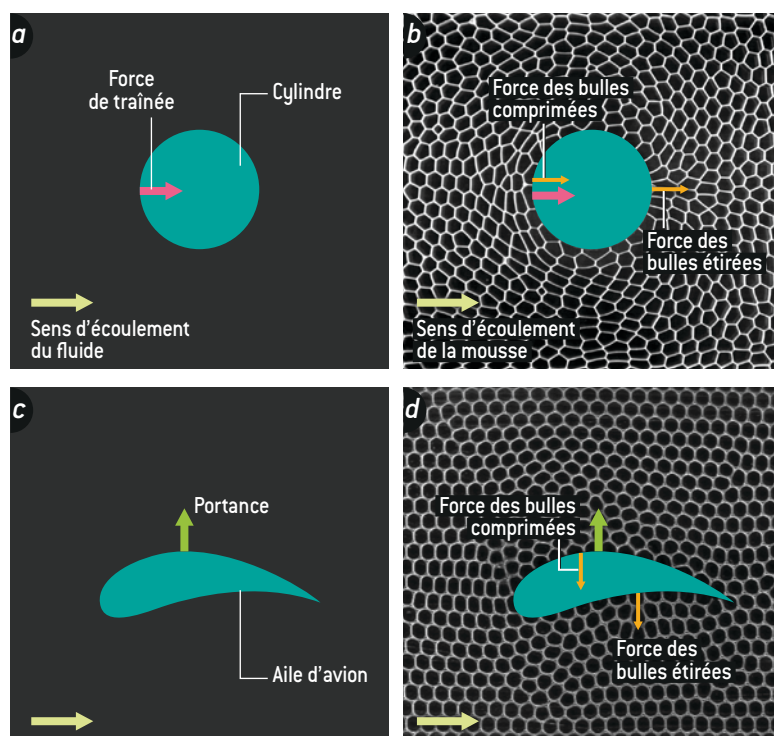 a
Force
de traînée
Cylindre
Sens d'écoulement
du fluide
b
Force des bulles
comprimées
Force des
bulles étirées
Sens d'écoulement
de la mousse
c
Portance
Aile d'avion
d
Force des bulles
comprimées
Force des
bulles étirées